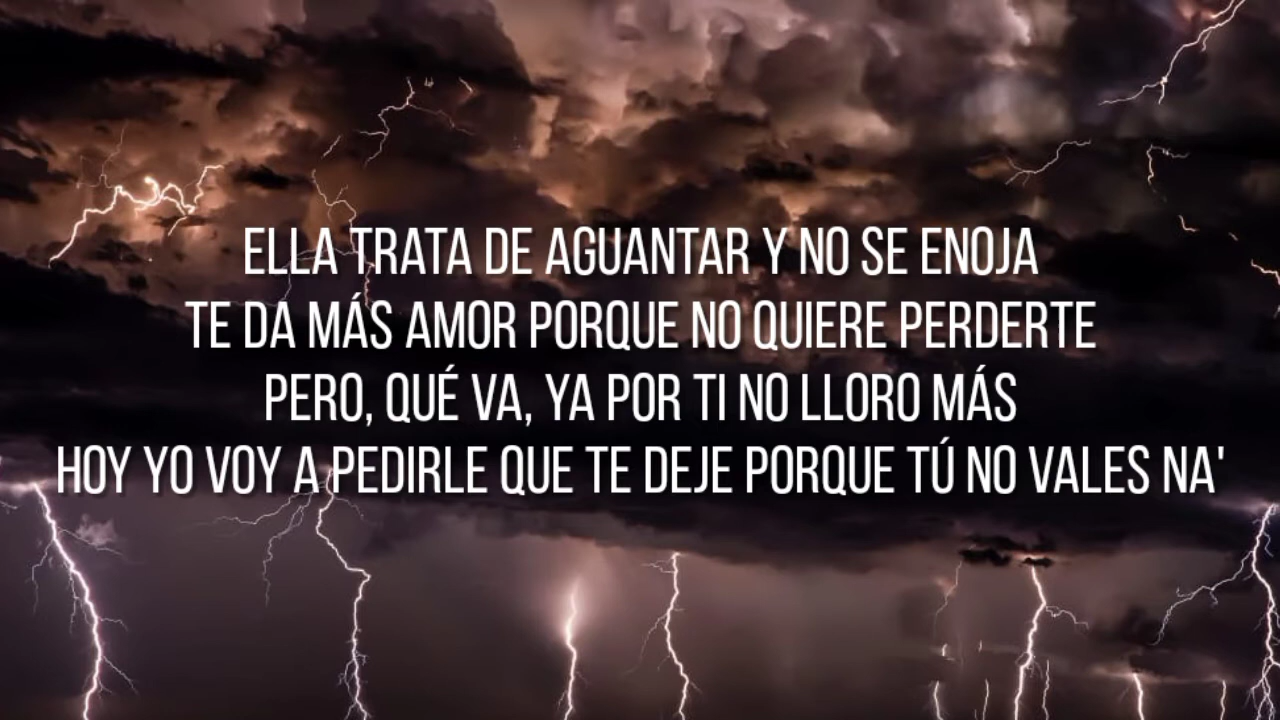 ELLA TRATA DE AGUANTAR Y NO SE ENOJA
TE DA MÁS AMOR PORQUE NO QUIERE PERDERTE
PERO, QUÉ VA, YA POR TI NO LLORO MÁS
HOY YO VOY A PEDIRLE QUE TE DEJE PORQUE TÚ NO VALES NA'